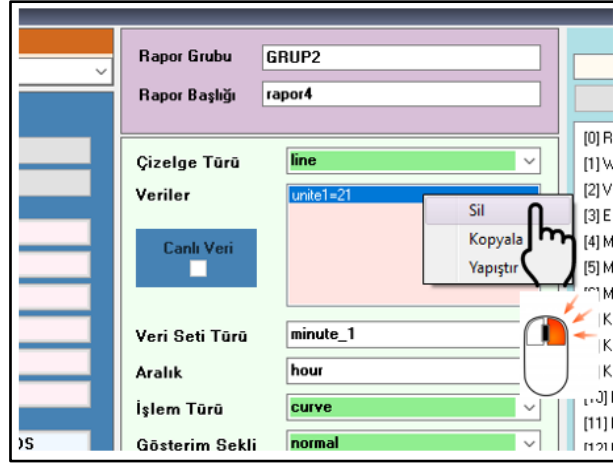 Rapor Grubu GRUP2
Rapor Başlığı rapor4
Çizelge Türü line
Veriler unite1=21
Sil
Kopyala
Yapıştır
Canlı Veri
Veri Seti Türü minute_1
Aralık hour
İşlem Türü curve
Gösterim Sekli normal
[0] R
[1] W
[2] V
[3] E
[4] M
[5] M
M
K
K
K
[11]
[12]
OS